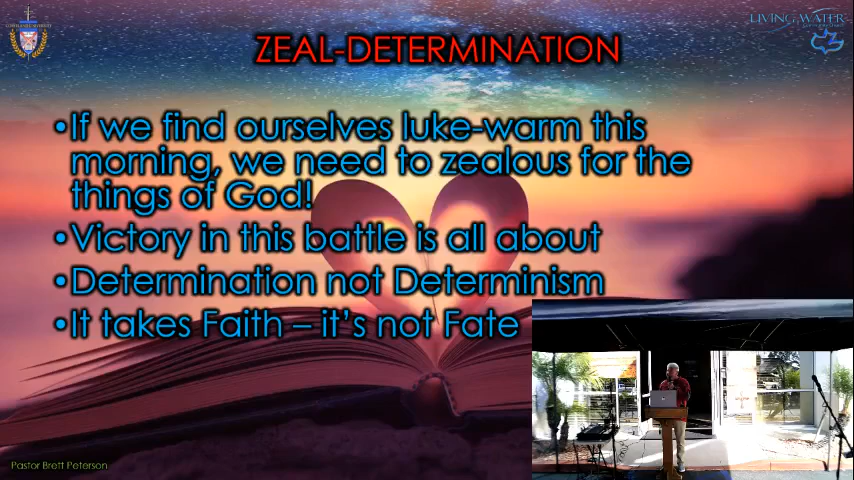 LIVING WATER
ZEAL-DETERMINATION
•If we find ourselves luke-warm this
morning, we need to zealous for the
things of God!
•Victory in this battle is all about
•Determination not Determinism
•It takes Faith – it's not Fate
Pastor Brett Peterson